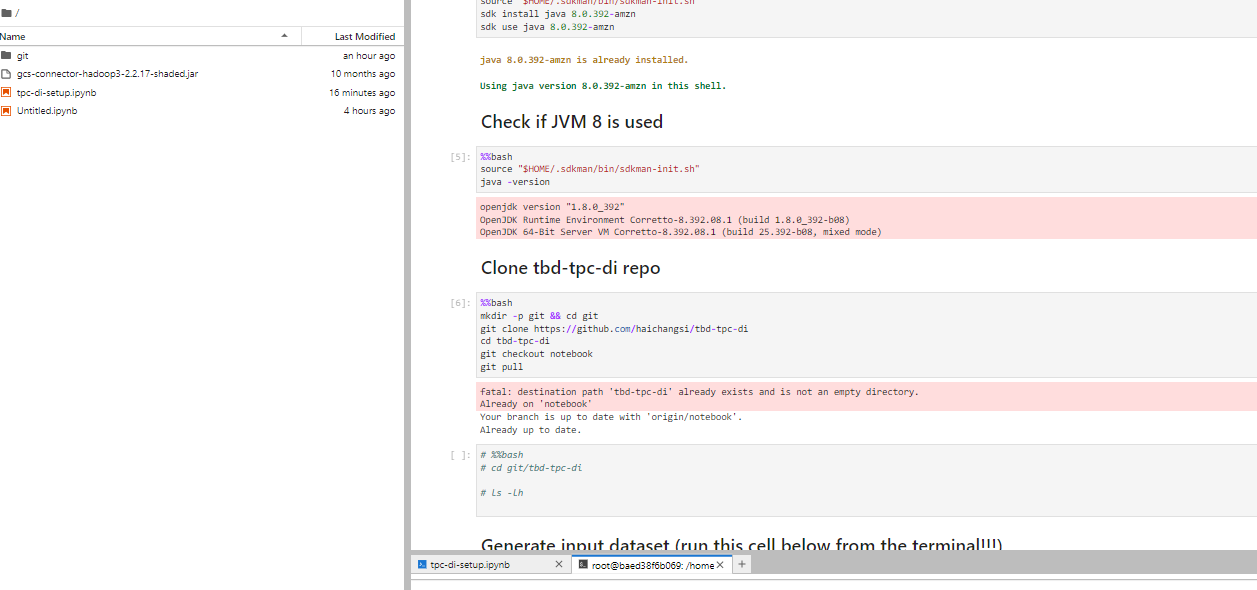 /
Name Last Modified
git an hour ago
gcs-connector-hadoop3-2.2.17-shaded.jar 10 months ago
tpc-di-setup.ipynb 16 minutes ago
Untitled.ipynb 4 hours ago
source "$HOME/.sdkman/bin/sdkman-init.sh"
sdk install java 8.0.392-amzn
sdk use java 8.0.392-amzn
java 8.0.392-amzn is already installed.
Using java version 8.0.392-amzn in this shell.
Check if JVM 8 is used
[5]: %%bash
source "$HOME/.sdkman/bin/sdkman-init.sh"
java -version
openjdk version "1.8.0_392"
OpenJDK Runtime Environment Corretto-8.392.08.1 (build 1.8.0_392-b08)
OpenJDK 64-Bit Server VM Corretto-8.392.08.1 (build 25.392-b08, mixed mode)
Clone tbd-tpc-di repo
[6]: %%bash
mkdir -p git && cd git
git clone https://github.com/haichangsi/tbd-tpc-di
cd tbd-tpc-di
git checkout notebook
git pull
fatal: destination path 'tbd-tpc-di' already exists and is not an empty directory.
Already on 'notebook'
Your branch is up to date with 'origin/notebook'.
Already up to date.
[ ]: # %%bash
# cd git/tbd-tpc-di
# ls -lh
Generate input dataset (run this cell below from the terminal!!!)
tpc-di-setup.ipynb × root@baed38f6b069: /home × +